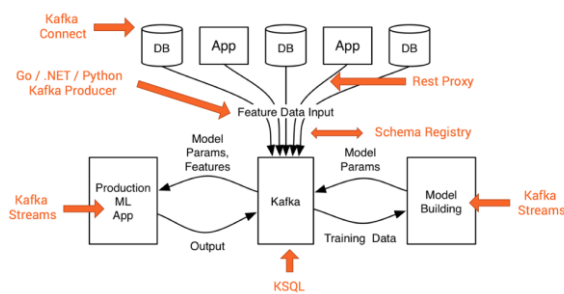 Kafka
Connect
DB
App
DB
App
DB
Go / .NET / Python
Kafka Producer
Rest Proxy
Feature Data Input
Schema Registry
Model
Params,
Features
Model
Params
Production
ML
App
Kafka
Model
Building
Kafka
Streams
Kafka
Streams
Output
Training Data
KSQL